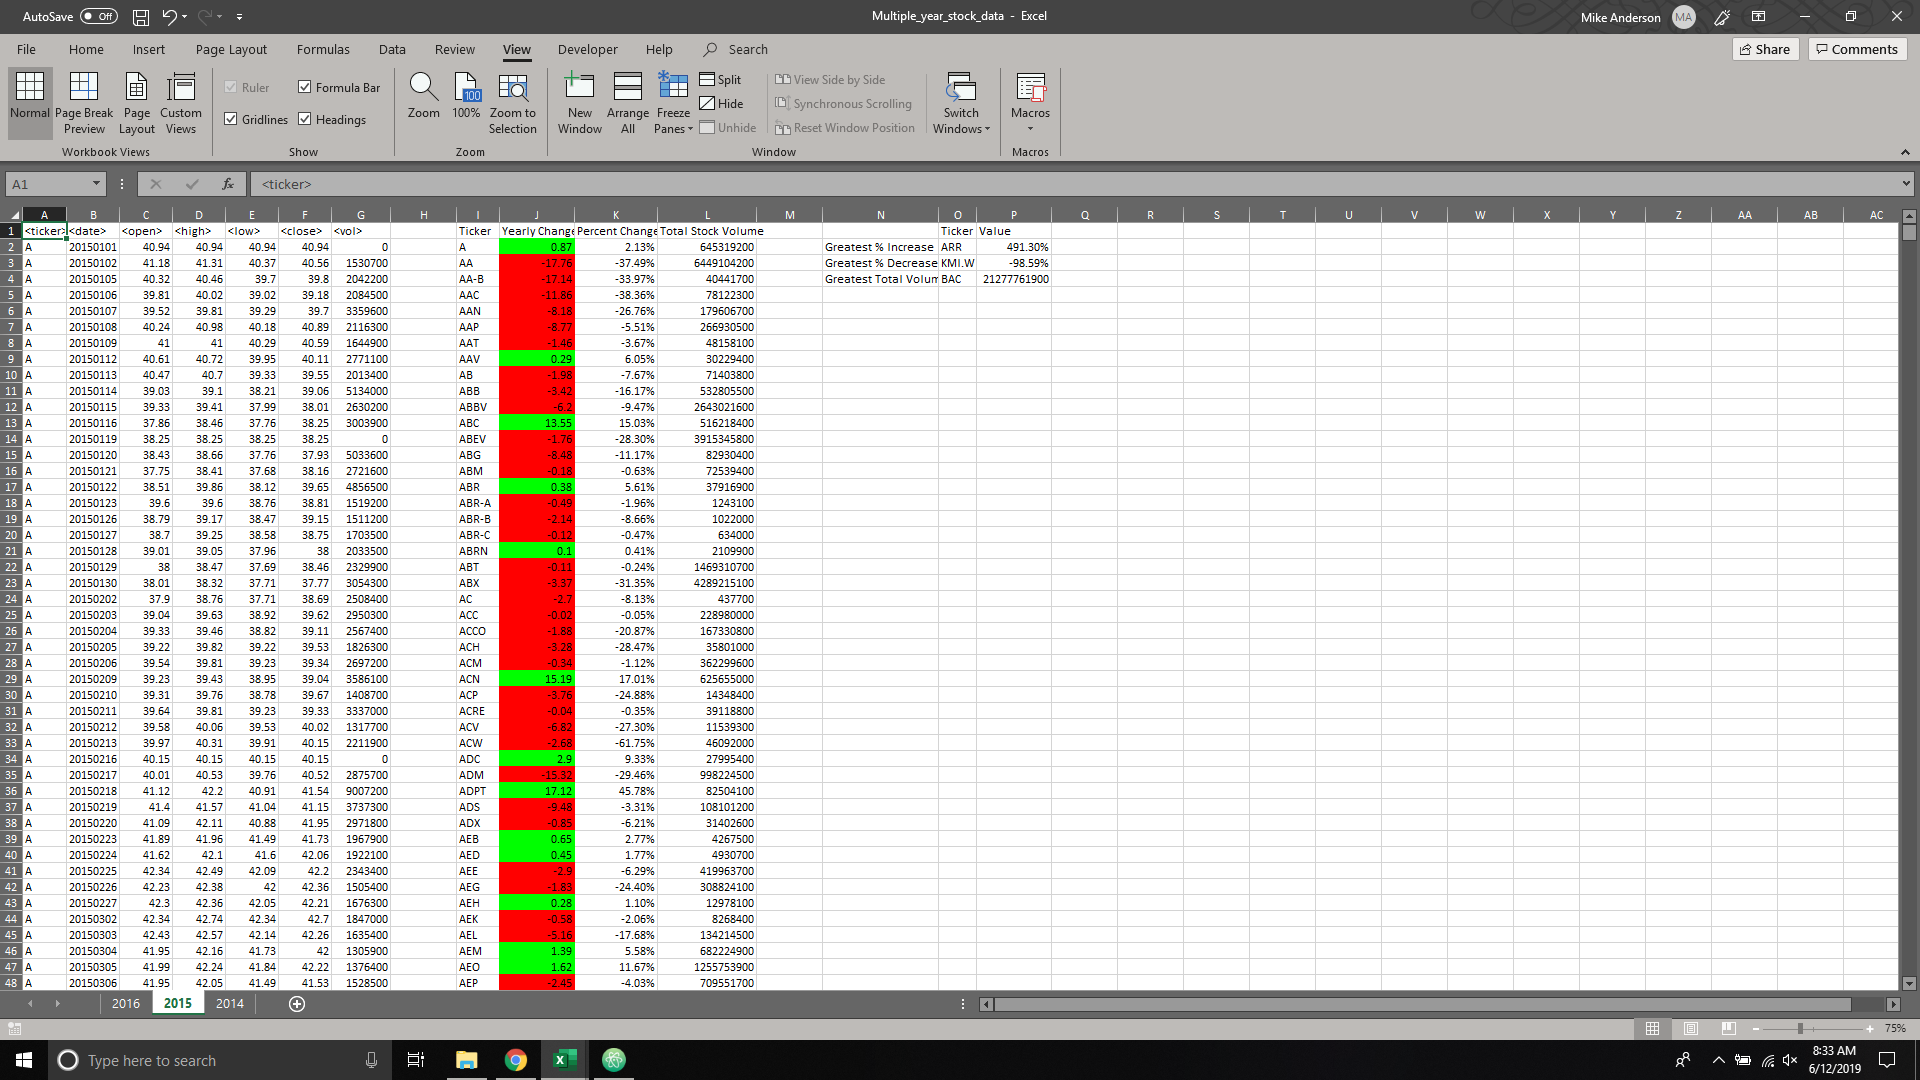 AutoSave Off Multiple_year_stock_data - Excel Mike Anderson MA
File Home Insert Page Layout Formulas Data Review View Developer Help Search Share Comments
Normal Page Break Preview Page Layout Custom Views Ruler Formula Bar Gridlines Headings Zoom 100% Zoom to Selection New Window Arrange All Freeze Panes Split Hide Unhide View Side by Side Synchronous Scrolling Reset Window Position Switch Windows Macros
Workbook Views Show Zoom Window Macros
A1 fx <ticker>
A B C D E F G H I J K L M N O P Q R S T U V W X Y Z AA AB AC
1 <ticker> <date> <open> <high> <low> <close> <vol> Ticker Yearly Change Percent Change Total Stock Volume Ticker Value
2 A 20150101 40.94 40.94 40.94 40.94 0 A 0.87 2.13% 645319200 Greatest % Increase ARR 491.30%
3 A 20150102 41.18 41.31 40.37 40.56 1530700 AA -17.76 -37.49% 6449104200 Greatest % Decrease KMI.W -98.59%
4 A 20150105 40.32 40.46 39.7 39.8 2042200 AA-B -17.14 -33.97% 40441700 Greatest Total Volum BAC 21277761900
5 A 20150106 39.81 40.02 39.02 39.18 2084500 AAC -11.86 -38.36% 78122300
6 A 20150107 39.52 39.81 39.29 39.7 3359600 AAN -8.18 -26.76% 179606700
7 A 20150108 40.24 40.98 40.18 40.89 2116300 AAP -8.77 -5.51% 266930500
8 A 20150109 41 41 40.29 40.59 1644900 AAT -1.46 -3.67% 48158100
9 A 20150112 40.61 40.72 39.95 40.11 2771100 AAV 0.29 6.05% 30229400
10 A 20150113 40.47 40.7 39.33 39.55 2013400 AB -1.98 -7.67% 71403800
11 A 20150114 39.03 39.1 38.21 39.06 5134000 ABB -3.42 -16.17% 532805500
12 A 20150115 39.33 39.41 37.99 38.01 2630200 ABBV -6.2 -9.47% 2643021600
13 A 20150116 37.86 38.46 37.76 38.25 3003900 ABC 13.55 15.03% 516218400
14 A 20150119 38.25 38.25 38.25 38.25 0 ABEV -1.76 -28.30% 3915345800
15 A 20150120 38.43 38.66 37.76 37.93 5033600 ABG -8.48 -11.17% 82930400
16 A 20150121 37.75 38.41 37.68 38.16 2721600 ABM -0.18 -0.63% 72539400
17 A 20150122 38.51 39.86 38.12 39.65 4856500 ABR 0.38 5.61% 37916900
18 A 20150123 39.6 39.6 38.76 38.81 1519200 ABR-A -0.49 -1.96% 1243100
19 A 20150126 38.79 39.17 38.47 39.15 1511200 ABR-B -2.14 -8.66% 1022000
20 A 20150127 38.7 39.25 38.58 38.75 1703500 ABR-C -0.12 -0.47% 634000
21 A 20150128 39.01 39.05 37.96 38 2033500 ABRN 0.1 0.41% 2109900
22 A 20150129 38 38.47 37.69 38.46 2329900 ABT -0.11 -0.24% 1469310700
23 A 20150130 38.01 38.32 37.71 37.77 3054300 ABX -3.37 -31.35% 4289215100
24 A 20150202 37.9 38.76 37.71 38.69 2508400 AC -2.7 -8.13% 437700
25 A 20150203 39.04 39.63 38.92 39.62 2950300 ACC -0.02 -0.05% 228980000
26 A 20150204 39.33 39.46 38.82 39.11 2567400 ACCO -1.88 -20.87% 167330800
27 A 20150205 39.22 39.82 39.22 39.53 1826300 ACH -3.28 -28.47% 35801000
28 A 20150206 39.54 39.81 39.23 39.34 2697200 ACM -0.34 -1.12% 362299600
29 A 20150209 39.23 39.43 38.95 39.04 3586100 ACN 15.19 17.01% 625655000
30 A 20150210 39.31 39.76 38.78 39.67 1408700 ACP -3.76 -24.88% 14348400
31 A 20150211 39.64 39.81 39.23 39.33 3337000 ACRE -0.04 -0.35% 39118800
32 A 20150212 39.58 40.06 39.53 40.02 1317700 ACV -6.82 -27.30% 11539300
33 A 20150213 39.97 40.31 39.91 40.15 2211900 ACW -2.68 -61.75% 46092000
34 A 20150216 40.15 40.15 40.15 40.15 0 ADC 2.9 9.33% 27995400
35 A 20150217 40.01 40.53 39.76 40.52 2875700 ADM -15.32 -29.46% 998224500
36 A 20150218 41.12 42.2 40.91 41.54 9007200 ADPT 17.12 45.78% 82504100
37 A 20150219 41.4 41.57 41.04 41.15 3737300 ADS -9.48 -3.31% 108101200
38 A 20150220 41.09 42.11 40.88 41.95 2971800 ADX -0.85 -6.21% 31402600
39 A 20150223 41.89 41.96 41.49 41.73 1967900 AEB 0.65 2.77% 4267500
40 A 20150224 41.62 42.1 41.6 42.06 1922100 AED 0.45 1.77% 4930700
41 A 20150225 42.34 42.49 42.09 42.2 2343400 AEE -2.9 -6.29% 419963700
42 A 20150226 42.23 42.38 42 42.36 1505400 AEG -1.83 -24.40% 308824100
43 A 20150227 42.3 42.36 42.05 42.21 1676300 AEH 0.28 1.10% 12978100
44 A 20150302 42.34 42.74 42.34 42.7 1847000 AEK -0.58 -2.06% 8268400
45 A 20150303 42.43 42.57 42.14 42.26 1635400 AEL -5.16 -17.68% 134214500
46 A 20150304 41.95 42.16 41.73 42 1305900 AEM 1.39 5.58% 682224900
47 A 20150305 41.99 42.24 41.84 42.22 1376400 AEO 1.62 11.67% 1255753900
48 A 20150306 41.95 42.05 41.49 41.53 1528500 AEP -2.45 -4.03% 709551700
2016 2015 2014
75%
Type here to search 8:33 AM
6/12/2019